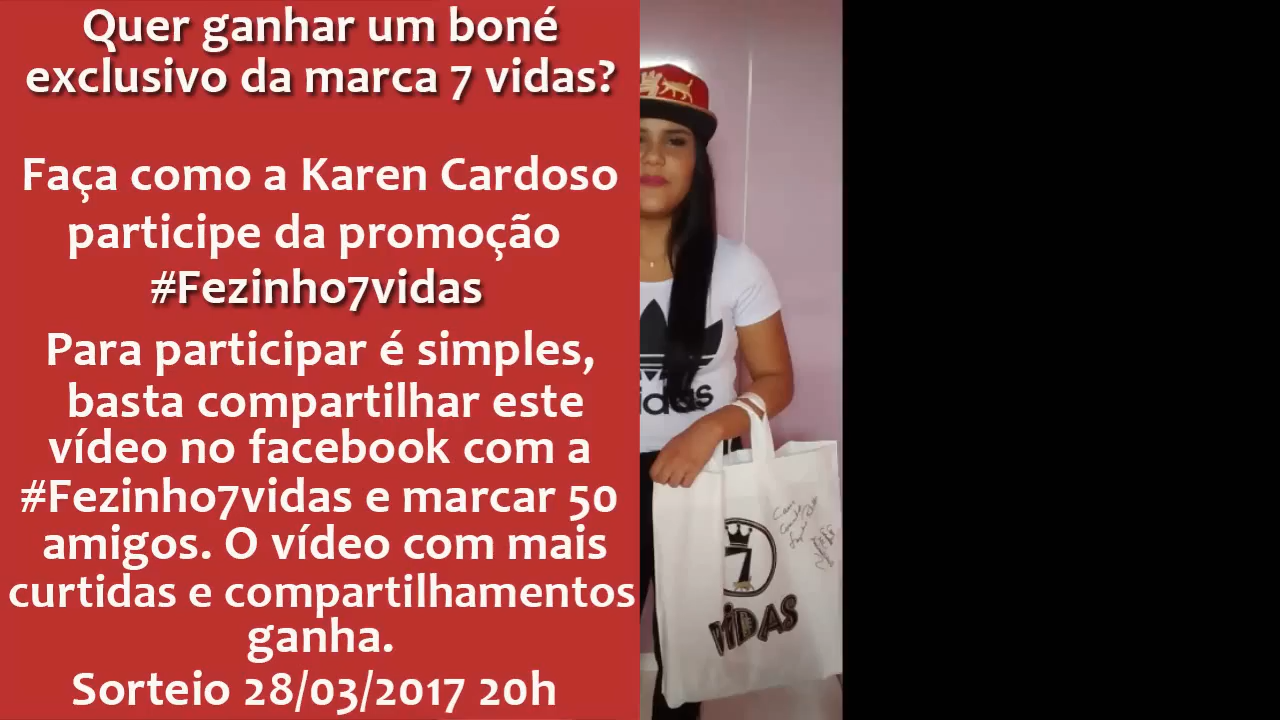 Quer ganhar um boné
exclusivo da marca 7 vidas?
Faça como a Karen Cardoso
participe da promoção
#Fezinho7vidas
Para participar é simples,
basta compartilhar este
vídeo no facebook com a
#Fezinho7vidas e marcar 50
amigos. O vídeo com mais
curtidas e compartilhamentos
ganha.
Sorteio 28/03/2017 20h
idas
7
VIDAS